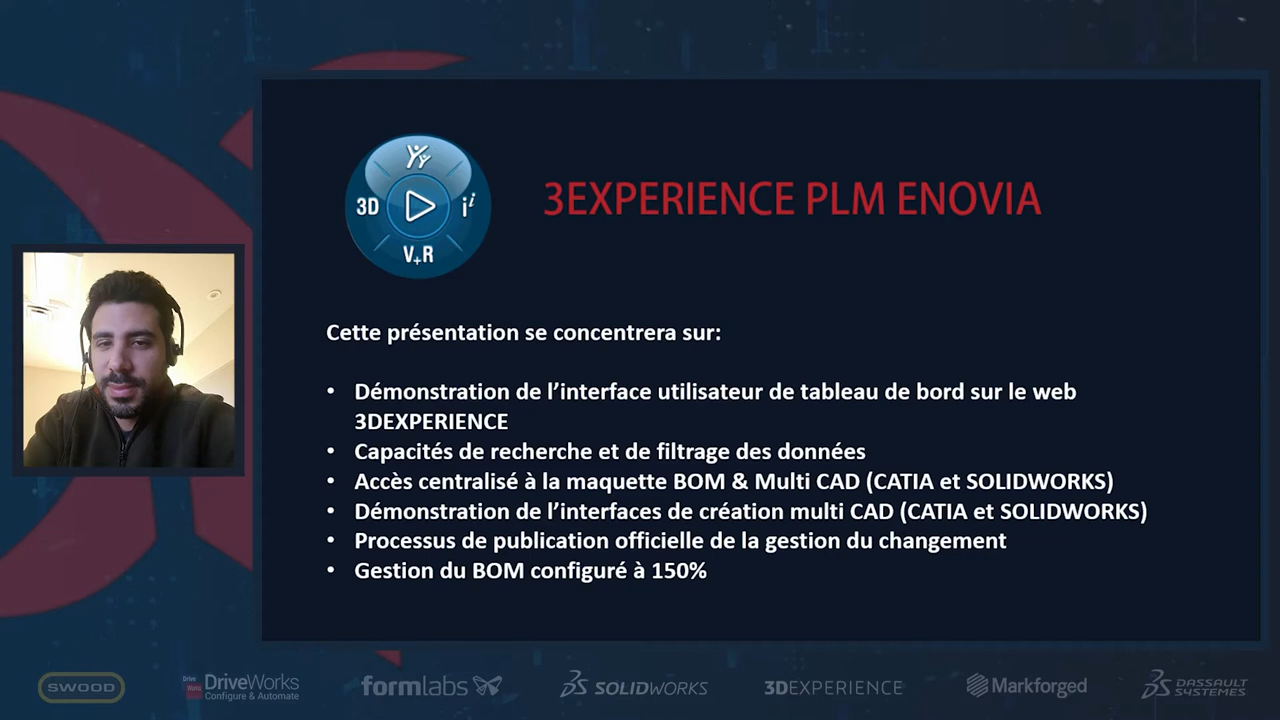 3D
V+R
i i
3EXPERIENCE PLM ENOVIA
Cette présentation se concentrera sur:
• Démonstration de l’interface utilisateur de tableau de bord sur le web
3DEXPERIENCE
• Capacités de recherche et de filtrage des données
• Accès centralisé à la maquette BOM & Multi CAD (CATIA et SOLIDWORKS)
• Démonstration de l’interfaces de création multi CAD (CATIA et SOLIDWORKS)
• Processus de publication officielle de la gestion du changement
• Gestion du BOM configuré à 150%
SWOOD
Drive Works DriveWorks
Configure & Automate
formlabs
SOLIDWORKS
3DEXPERIENCE
Markforged
DASSAULT
SYSTEMES